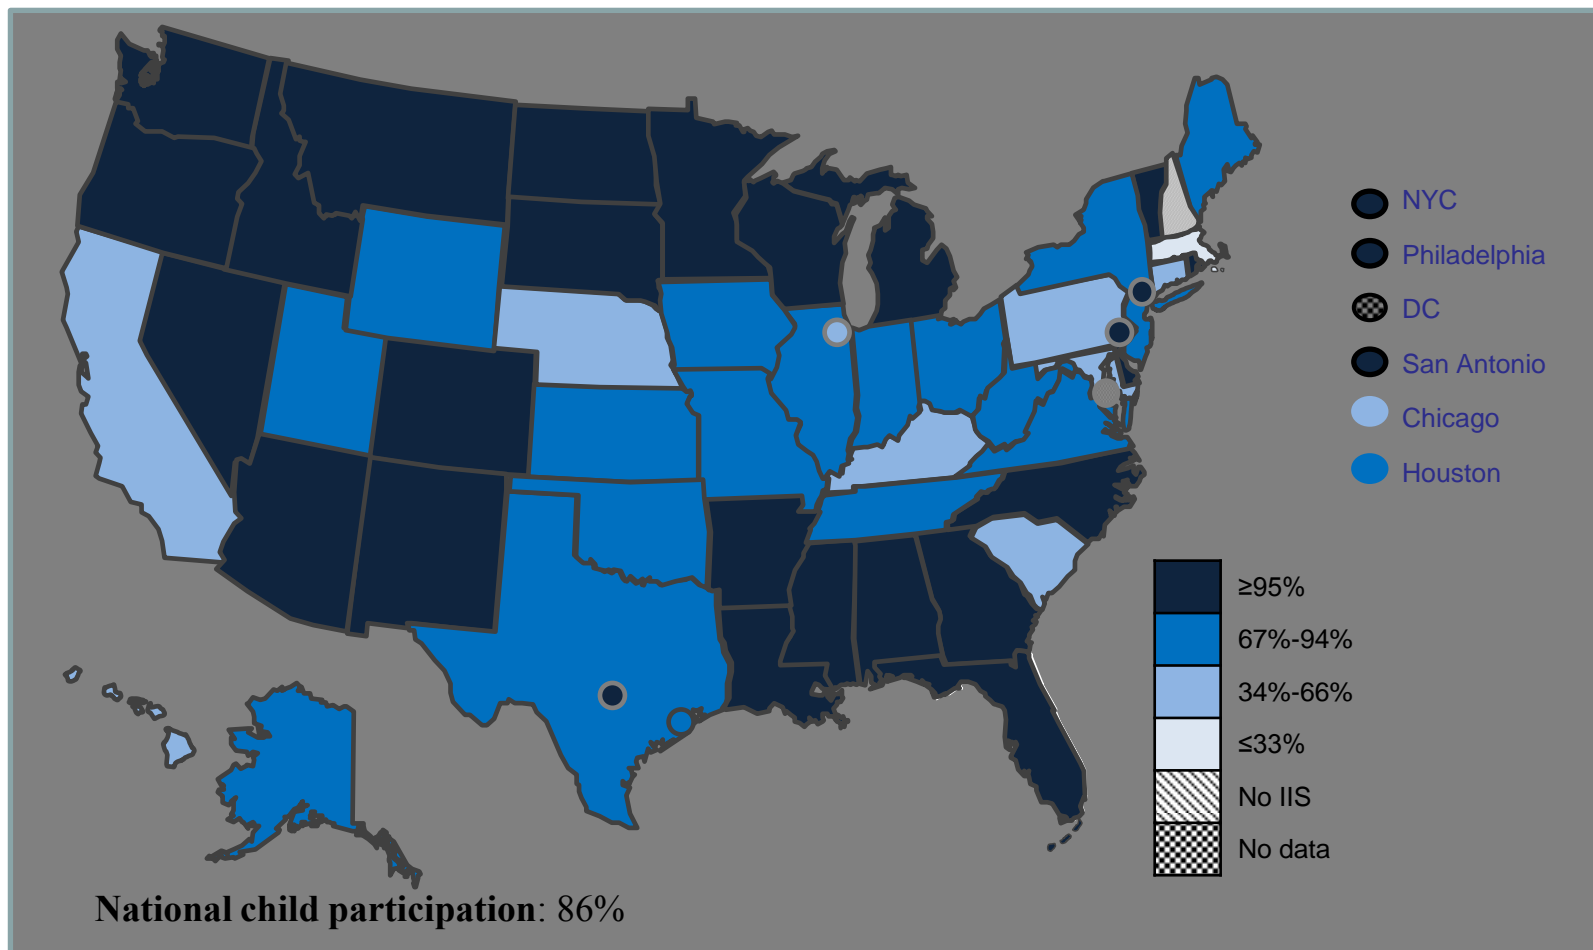 NYC
Philadelphia
DC
San Antonio
Chicago
Houston
≥95%
67%-94%
34%-66%
≤33%
No IIS
No data
National child participation: 86%